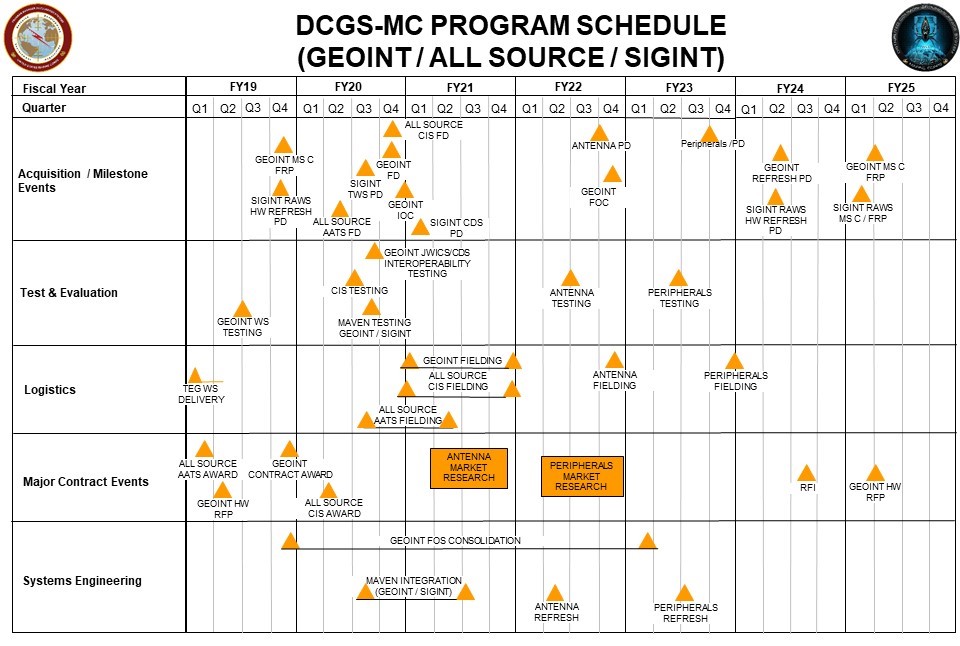 DCGS-MC PROGRAM SCHEDULE
(GEOINT / ALL SOURCE / SIGINT)
Fiscal Year FY19 FY20 FY21 FY22 FY23 FY24 FY25
Quarter Q1 Q2 Q3 Q4 Q1 Q2 Q3 Q4 Q1 Q2 Q3 Q4 Q1 Q2 Q3 Q4 Q1 Q2 Q3 Q4 Q1 Q2 Q3 Q4 Q1 Q2 Q3 Q4
Acquisition / Milestone
Events
GEOINT MS C
FRP
SIGINT RAWS
HW REFRESH
PD
ALL SOURCE
CIS FD
GEOINT
FD
SIGINT
TWS PD
GEOINT
IOC
ALL SOURCE
AATS FD
SIGINT CDS
PD
ANTENNA PD
GEOINT
FOC
Peripherals /PD
GEOINT
REFRESH PD
SIGINT RAWS
HW REFRESH
PD
GEOINT MS C
FRP
SIGINT RAWS
MS C / FRP
Test & Evaluation
GEOINT WS
TESTING
GEOINT JWICS/CDS
INTEROPERABILITY
TESTING
CIS TESTING
MAVEN TESTING
GEOINT / SIGINT
ANTENNA
TESTING
PERIPHERALS
TESTING
Logistics
TEG WS
DELIVERY
GEOINT FIELDING
ALL SOURCE
CIS FIELDING
ALL SOURCE
AATS FIELDING
ANTENNA
FIELDING
PERIPHERALS
FIELDING
Major Contract Events
ALL SOURCE
AATS AWARD
GEOINT HW
RFP
GEOINT
CONTRACT AWARD
ALL SOURCE
CIS AWARD
ANTENNA
MARKET
RESEARCH
PERIPHERALS
MARKET
RESEARCH
RFI
GEOINT HW
RFP
Systems Engineering
GEOINT FOS CONSOLIDATION
MAVEN INTEGRATION
(GEOINT / SIGINT)
ANTENNA
REFRESH
PERIPHERALS
REFRESH